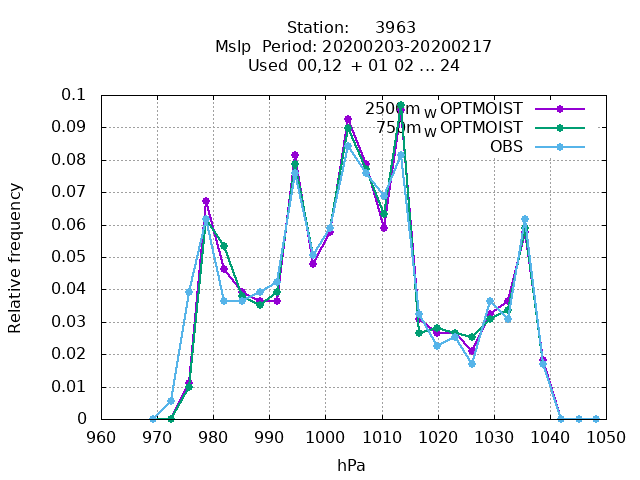 Station: 3963
Mslp Period: 20200203-20200217
Used 00,12 + 01 02 ... 24
0.1
2500m W OPTMOIST
0.09
750m W OPTMOIST
OBS
0.08
0.07
0.06
0.05
0.04
0.03
0.02
0.01
0
Relative frequency
960 970 980 990 1000 1010 1020 1030 1040 1050
hPa